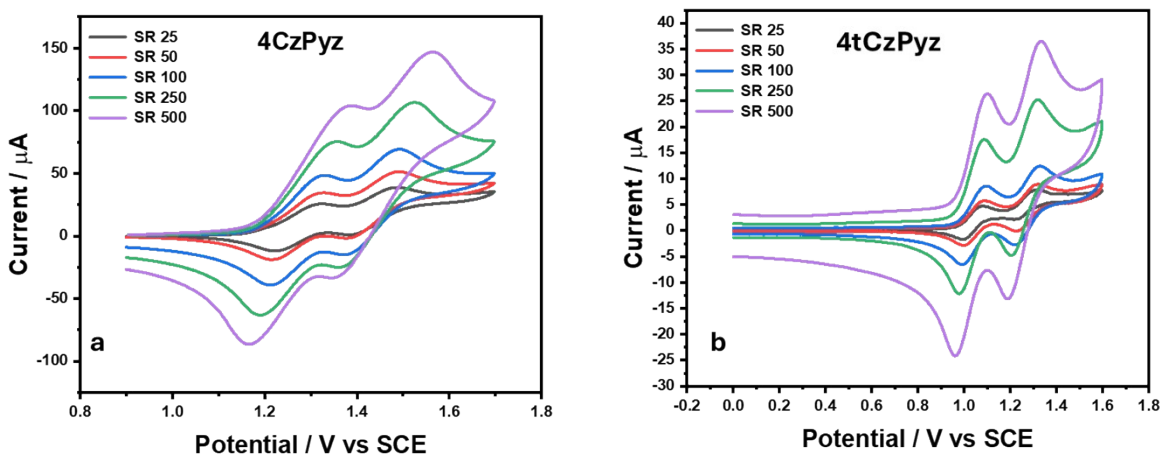 4CzPyz
SR 25
SR 50
SR 100
SR 250
SR 500
150
100
50
0
-50
-100
Current / μA
a
0.8 1.0 1.2 1.4 1.6 1.8
Potential / V vs SCE
4tCzPyz
SR 25
SR 50
SR 100
SR 250
SR 500
40
35
30
25
20
15
10
5
0
-5
-10
-15
-20
-25
-30
Current / μA
b
-0.2 0.0 0.2 0.4 0.6 0.8 1.0 1.2 1.4 1.6 1.8
Potential / V vs SCE